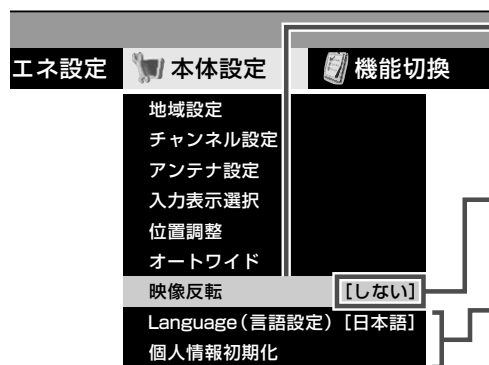 エネ設定 本体設定 機能切換
地域設定
チャンネル設定
アンテナ設定
入力表示選択
位置調整
オートワイド
映像反転 [しない]
Language(言語設定) [日本語]
個人情報初期化